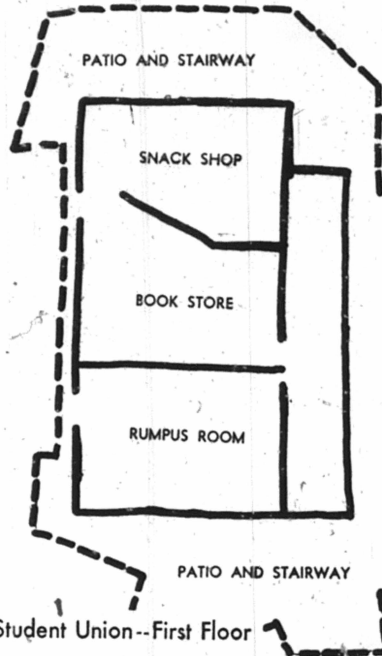 PATIO AND STAIRWAY
SNACK SHOP
BOOK STORE
RUMPUS ROOM
PATIO AND STAIRWAY
Student Union--First Floor